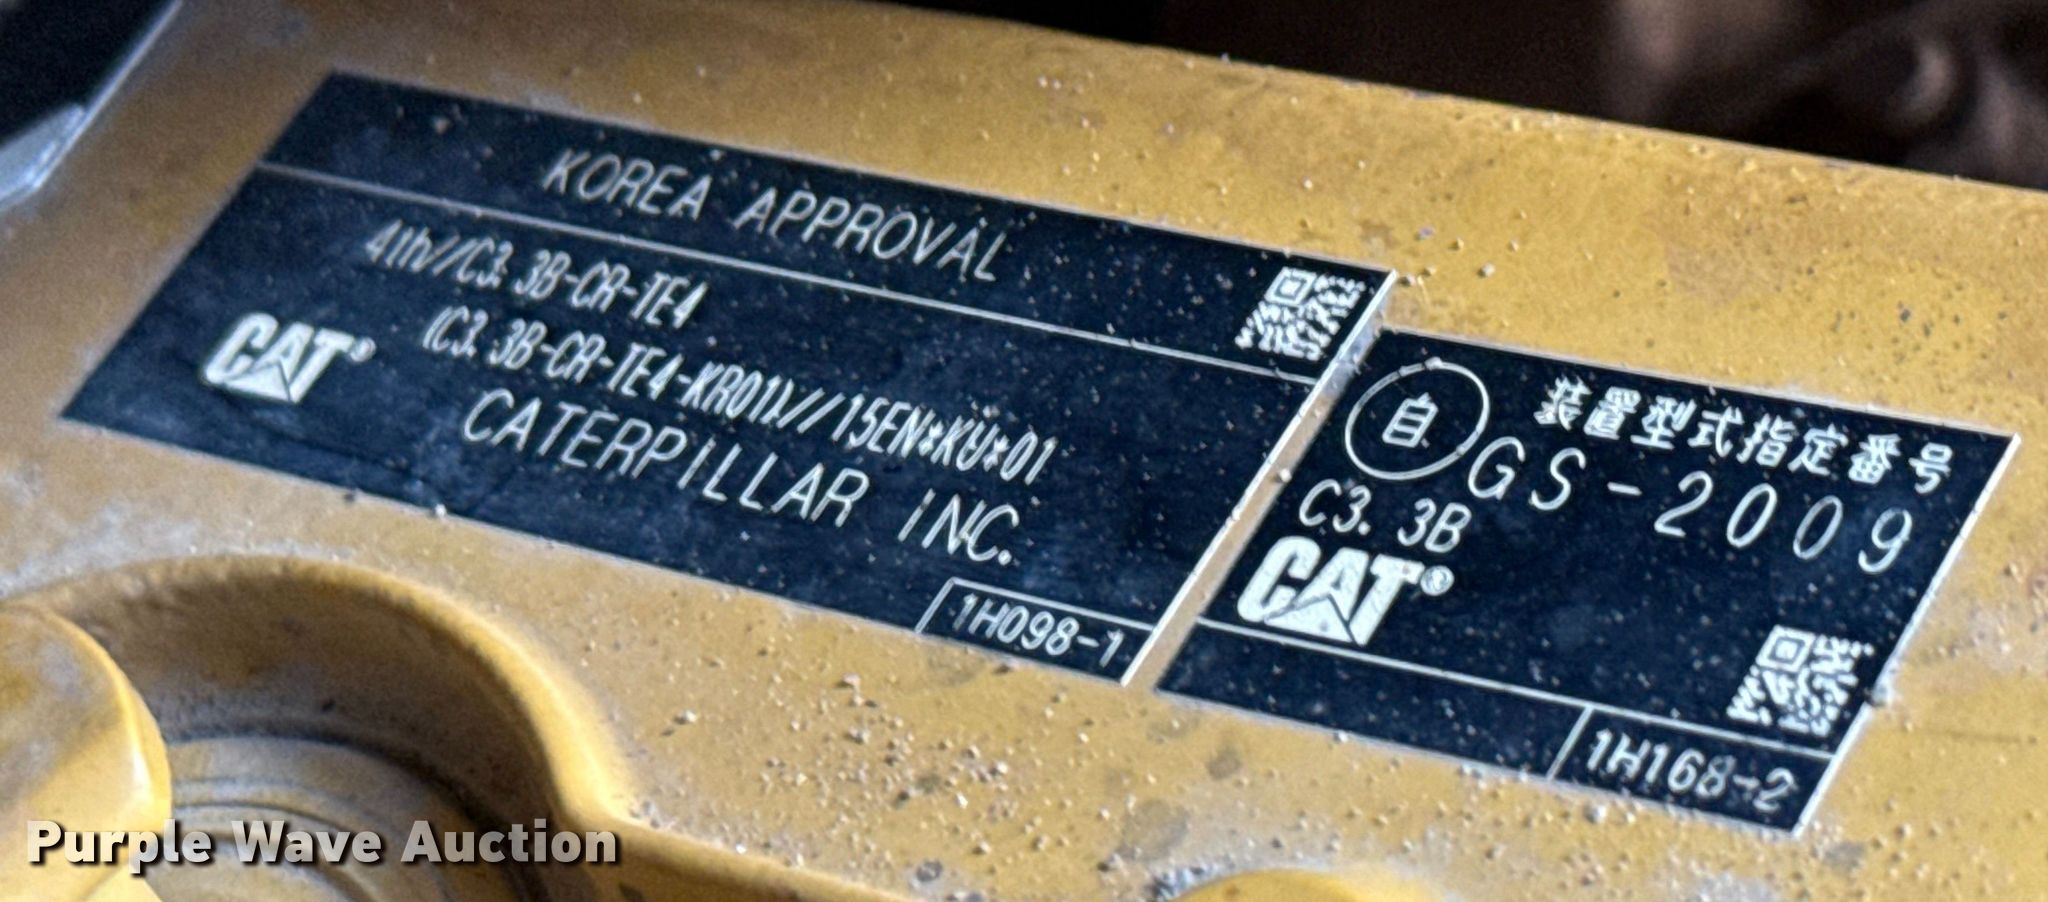 KOREA APPROVAL
4th//C3.3B-CR-TE4
(C3.3B-CR-TE4-KR01)//15EN*KU*01
CAT®
CATERPILLAR INC.
1H098-1
自
装置型式指定番号
GS-2009
C3.3B
CAT®
1H168-2
Purple Wave Auction